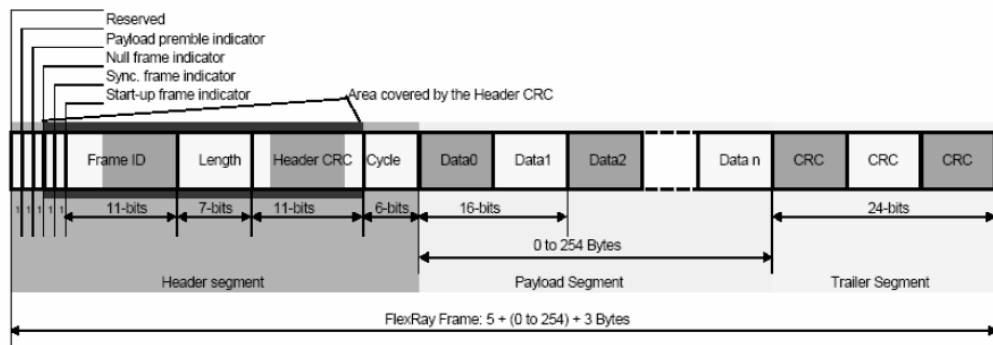 Reserved
Payload premble indicator
Null frame indicator
Sync. frame indicator
Start-up frame indicator
Area covered by the Header CRC
Frame ID Length Header CRC Cycle Data0 Data1 Data2 Data n CRC CRC CRC
1 1 1 1 1 11-bits 7-bits 11-bits 6-bits 16-bits 24-bits
0 to 254 Bytes
Header segment Payload Segment Trailer Segment
FlexRay Frame: 5 + (0 to 254) + 3 Bytes